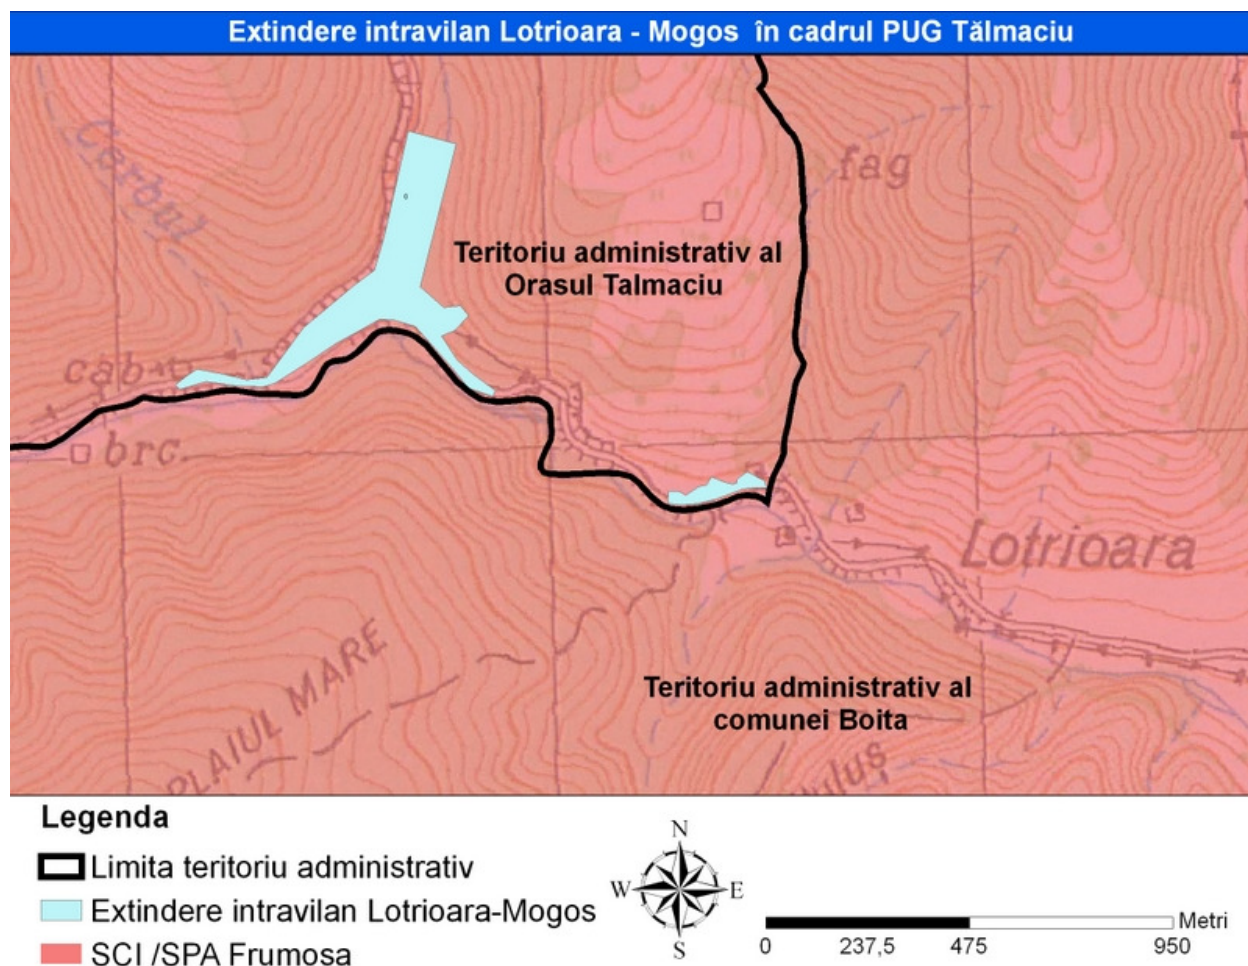 Extindere intravilan Lotrioara - Mogos în cadrul PUG Tălmaciu
Cerbul
fag
6
Teritoriu administrativ al
Orasul Talmaciu
cab
brc.
Lotrioara
PLAIUL MARE
Teritoriu administrativ al
comunei Boita
Legenda
Limita teritoriu administrativ
Extindere intravilan Lotrioara-Mogos
SCI /SPA Frumosa
N
W
E
S
Metri
0 237,5 475 950